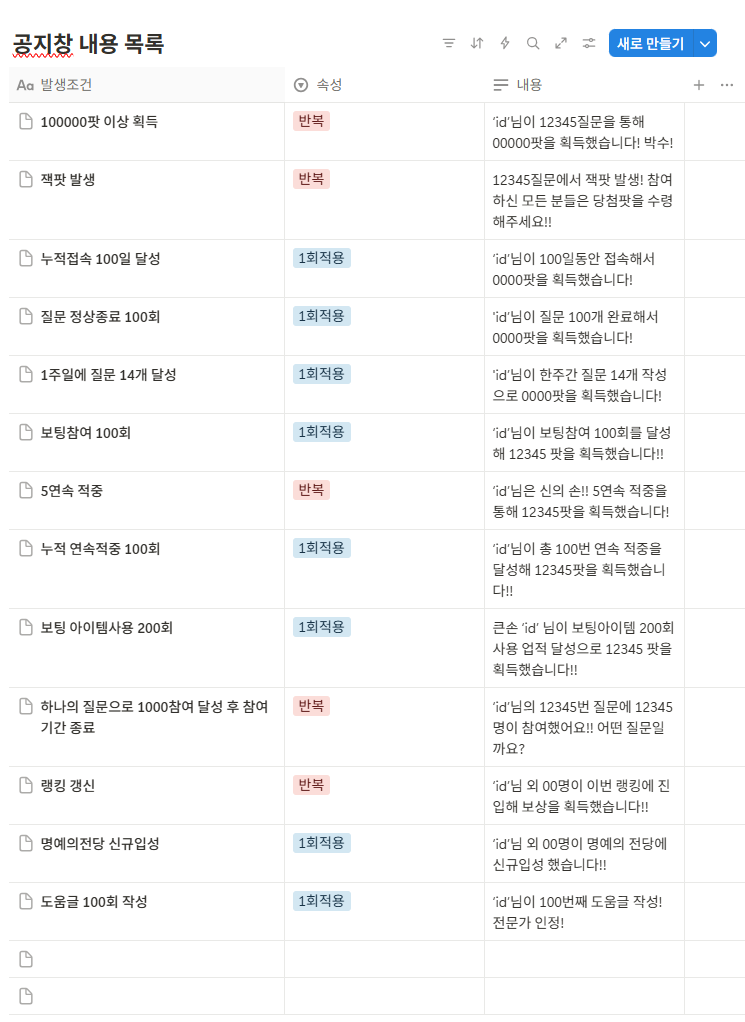 공지창 내용 목록
새로 만들기
Aa 발생조건
속성
내용
100000팟 이상 획득
반복
‘id’님이 12345질문을 통해
00000팟을 획득했습니다! 박수!
잭팟 발생
반복
12345질문에서 잭팟 발생! 참여
하신 모든 분들은 당첨팟을 수령
해주세요!!
누적접속 100일 달성
1회적용
‘id’님이 100일동안 접속해서
0000팟을 획득했습니다!
질문 정상종료 100회
1회적용
'id’님이 질문 100개 완료해서
0000팟을 획득했습니다!
1주일에 질문 14개 달성
1회적용
'id’님이 한주간 질문 14개 작성
으로 0000팟을 획득했습니다!
보팅참여 100회
1회적용
‘id’님이 보팅참여 100회를 달성
해 12345 팟을 획득했습니다!!
5연속 적중
반복
‘id’님은 신의 손!! 5연속 적중을
통해 12345팟을 획득했습니다!
누적 연속적중 100회
1회적용
‘id’님이 총 100번 연속 적중을
달성해 12345팟을 획득했습니
다!!
보팅 아이템사용 200회
1회적용
큰손 ‘id’ 님이 보팅아이템 200회
사용 업적 달성으로 12345 팟을
획득했습니다!!
하나의 질문으로 1000참여 달성 후 참여
기간 종료
반복
‘id’님의 12345번 질문에 12345
명이 참여했어요!! 어떤 질문일
까요?
랭킹 갱신
반복
‘id’님 외 00명이 이번 랭킹에 진
입해 보상을 획득했습니다!!
명예의전당 신규입성
1회적용
‘id’님 외 00명이 명예의 전당에
신규입성 했습니다!!
도움글 100회 작성
1회적용
‘id’님이 100번째 도움글 작성!
전문가 인정!